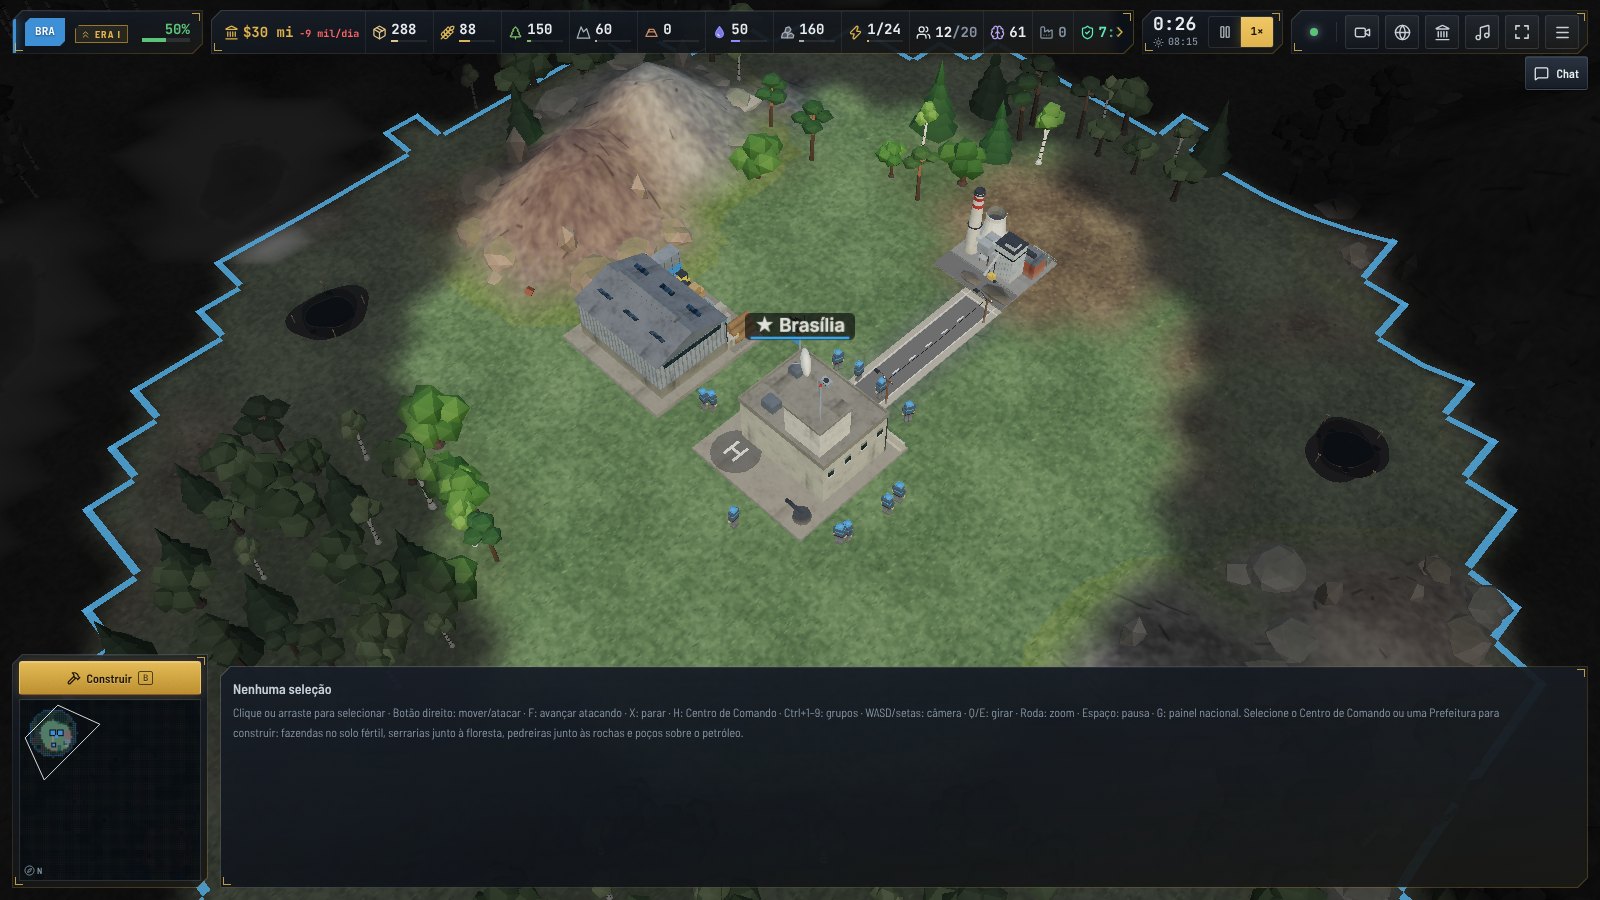 BRA
ERA I
50%
$30 mi -9 mil/dia
288
88
150
60
0
50
160
1/24
12/20
61
0
0:26
08:15
1×
Chat
★ Brasília
H
Construir B
N
Nenhuma seleção
Clique ou arraste para selecionar · Botão direito: mover/atacar · F: avançar atacando · X: parar · H: Centro de Comando · Ctrl+1-9: grupos · WASD/setas: câmera · Q/E: girar · Roda: zoom · Espaço: pausa · G: painel nacional. Selecione o Centro de Comando ou uma Prefeitura para
construir: fazendas no solo fértil, serrarias junto à floresta, pedreiras junto às rochas e poços sobre o petróleo.